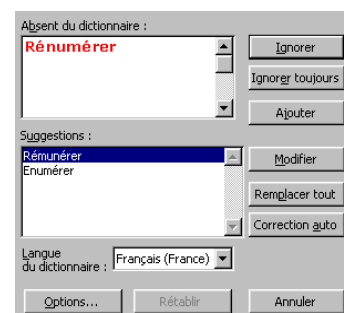 Absent du dictionnaire :
Rénumérer
Ignorer
Ignorer toujours
Ajouter
Suggestions :
Rémunérer
Enumérer
Modifier
Remplacer tout
Correction auto
Langue
du dictionnaire :
Français (France)
Options...
Rétablir
Annuler